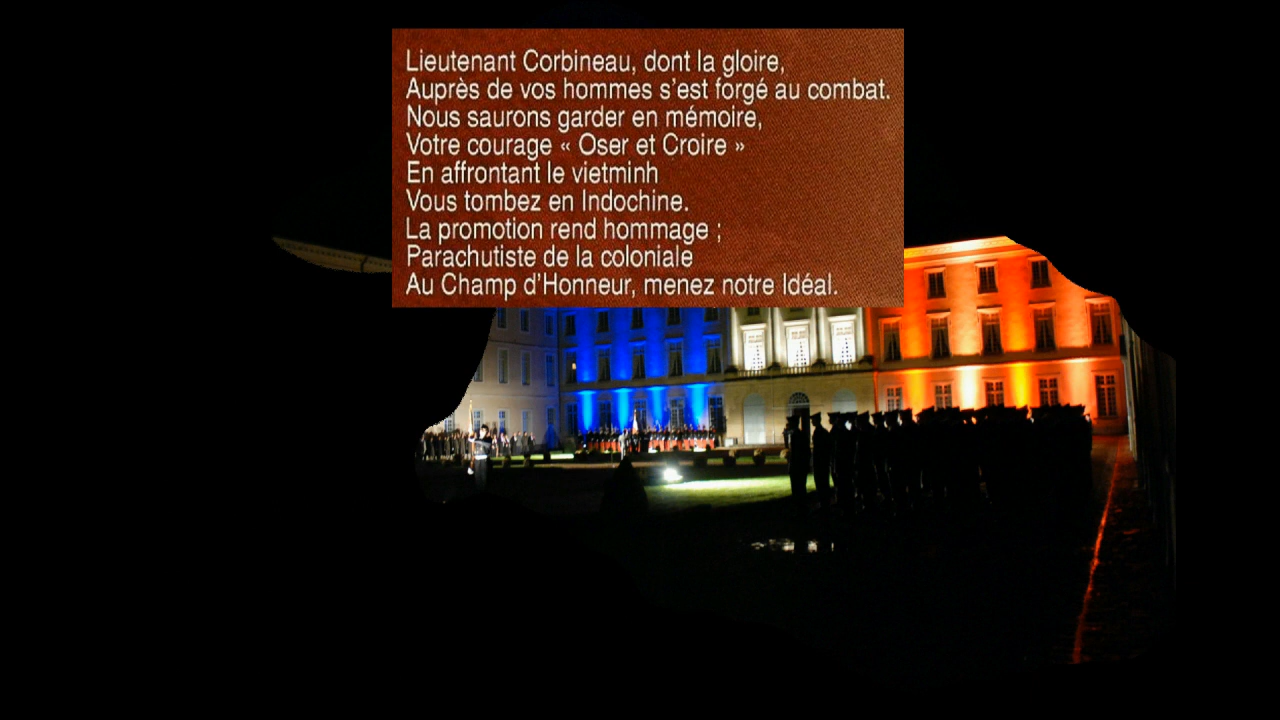 Lieutenant Corbineau, dont la gloire,
Auprès de vos hommes s'est forgé au combat.
Nous saurons garder en mémoire,
Votre courage « Oser et Croire »
En affrontant le vietminh
Vous tombez en Indochine.
La promotion rend hommage ;
Parachutiste de la coloniale
Au Champ d'Honneur, menez notre Idéal.